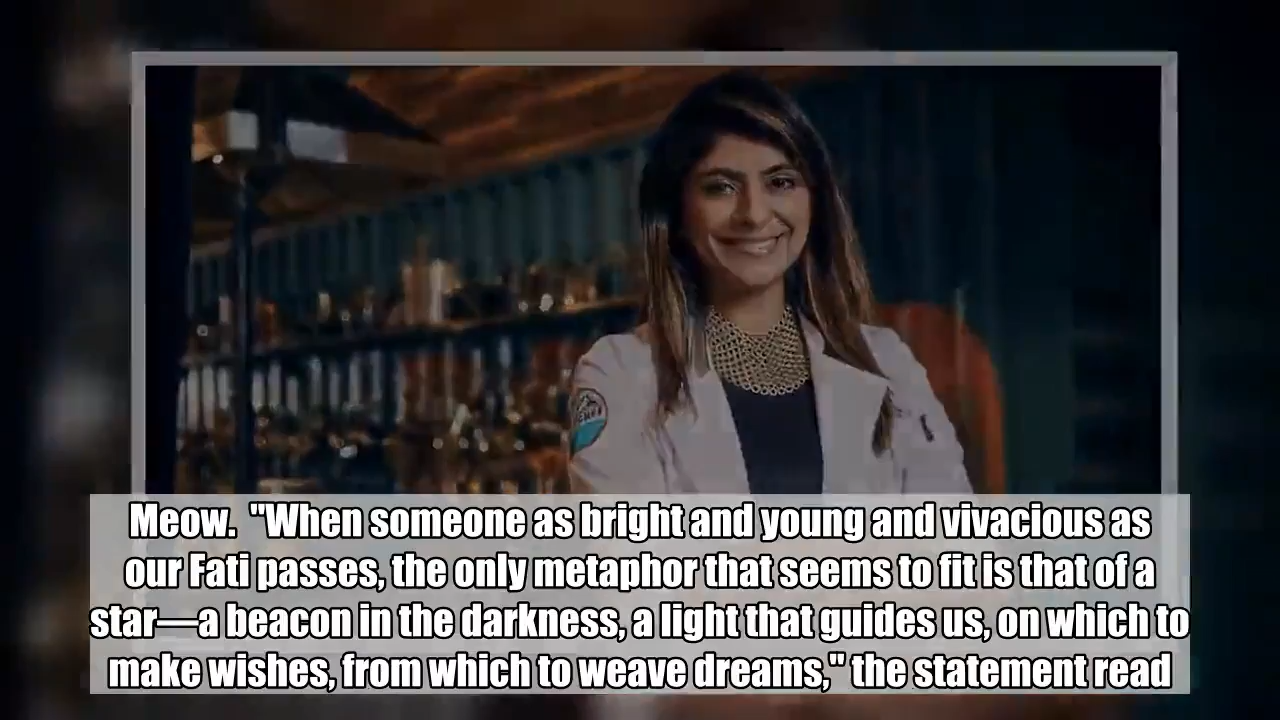 Meow. "When someone as bright and young and vivacious as
our Fati passes, the only metaphor that seems to fit is that of a
star—a beacon in the darkness, a light that guides us, on which to
make wishes, from which to weave dreams," the statement read